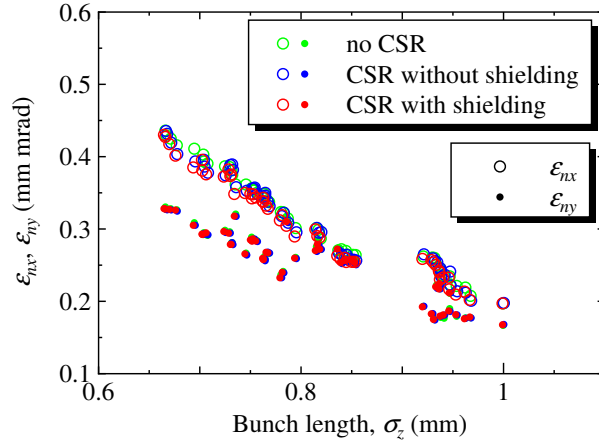 0.6
no CSR
CSR without shielding
CSR with shielding
0.5
0.4
εnx
εny
0.3
0.2
0.1
0.6
0.8
1
εnx, εny (mm mrad)
Bunch length, σz (mm)